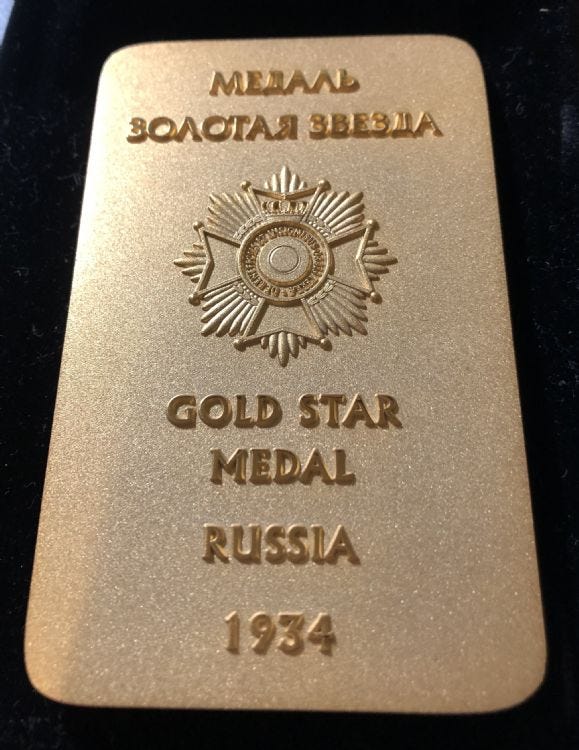 МЕДАЛЬ
ЗОЛОТАЯ ЗВЕЗДА
GOLD STAR
MEDAL
RUSSIA
1934